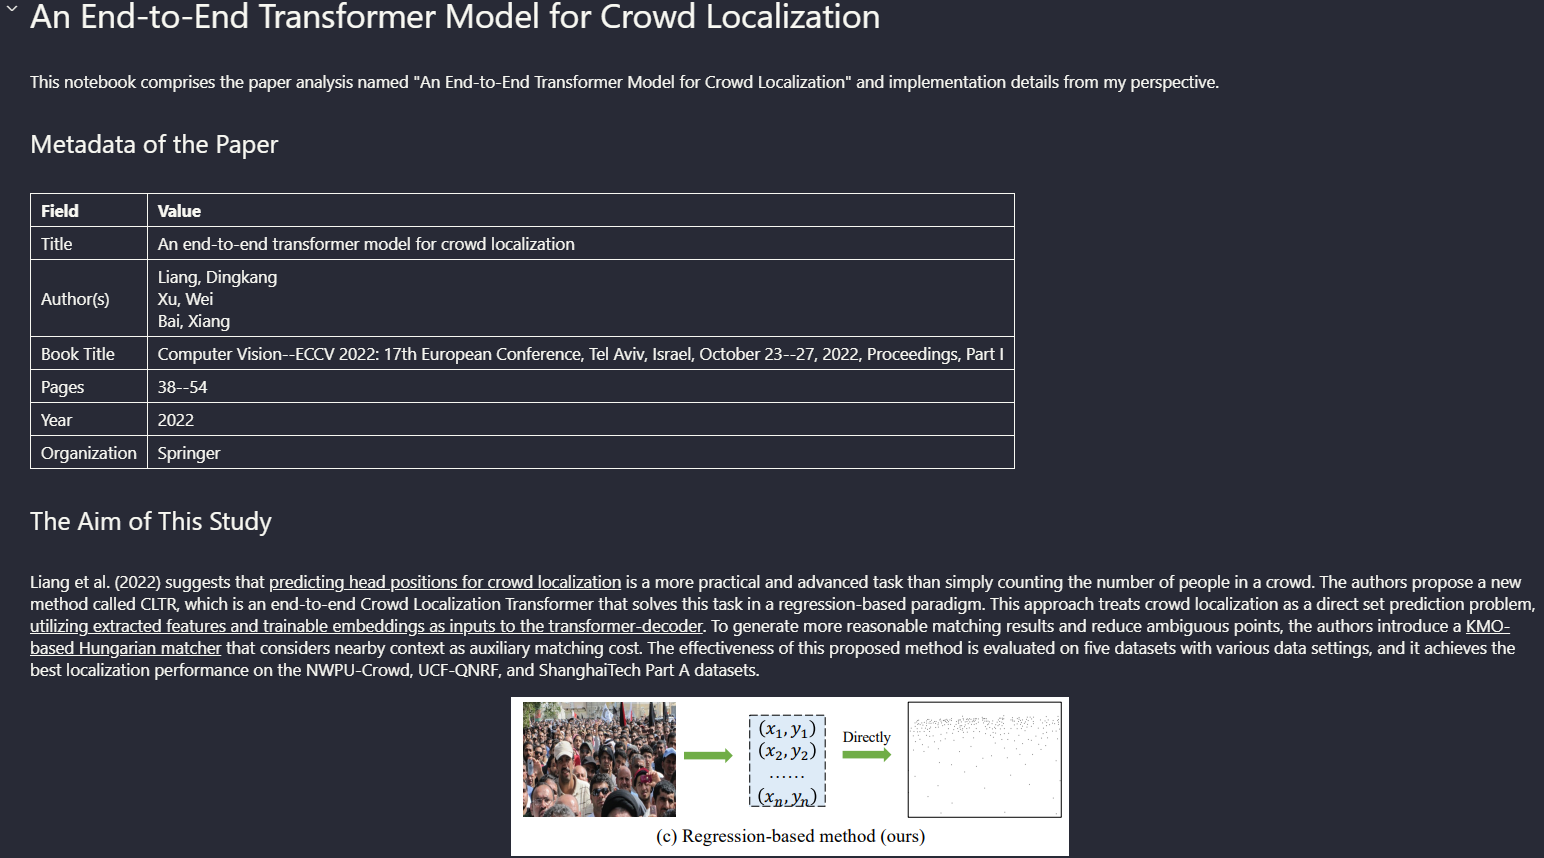 An End-to-End Transformer Model for Crowd Localization
This notebook comprises the paper analysis named "An End-to-End Transformer Model for Crowd Localization" and implementation details from my perspective.
Metadata of the Paper
Field Value
Title An end-to-end transformer model for crowd localization
Author(s) Liang, Dingkang
Xu, Wei
Bai, Xiang
Book Title Computer Vision--ECCV 2022: 17th European Conference, Tel Aviv, Israel, October 23--27, 2022, Proceedings, Part I
Pages 38--54
Year 2022
Organization Springer
The Aim of This Study
Liang et al. (2022) suggests that predicting head positions for crowd localization is a more practical and advanced task than simply counting the number of people in a crowd. The authors propose a new
method called CLTR, which is an end-to-end Crowd Localization Transformer that solves this task in a regression-based paradigm. This approach treats crowd localization as a direct set prediction problem,
utilizing extracted features and trainable embeddings as inputs to the transformer-decoder. To generate more reasonable matching results and reduce ambiguous points, the authors introduce a KMO-
based Hungarian matcher that considers nearby context as auxiliary matching cost. The effectiveness of this proposed method is evaluated on five datasets with various data settings, and it achieves the
best localization performance on the NWPU-Crowd, UCF-QNRF, and ShanghaiTech Part A datasets.
(x₁, y₁)
(x₂, y₂)
......
(xₙ, yₙ)
Directly
(c) Regression-based method (ours)